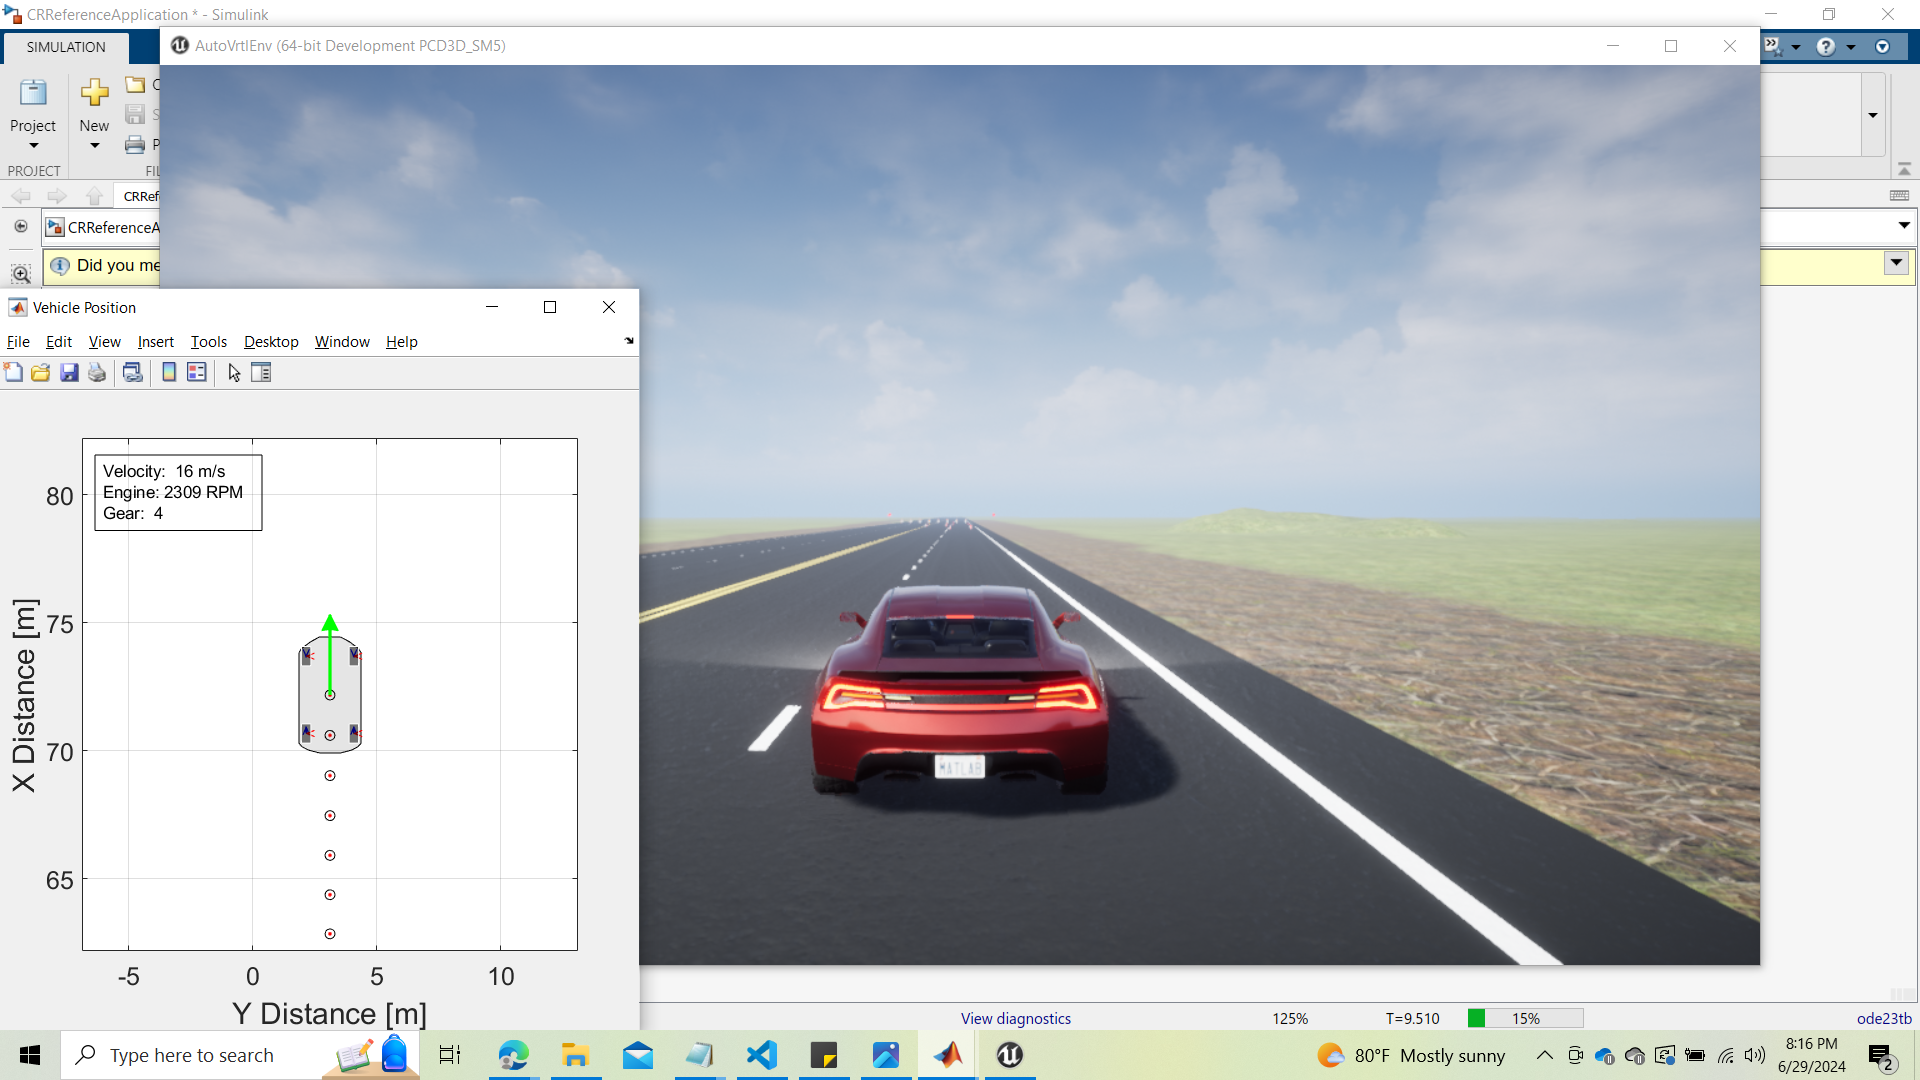 CRReferenceApplication * - Simulink
AutoVrtlEnv (64-bit Development PCD3D_SM5)
SIMULATION
Project
New
PROJECT
CRRef
CRReferenceA
Did you me
Vehicle Position
File Edit View Insert Tools Desktop Window Help
Velocity: 16 m/s
Engine: 2309 RPM
Gear: 4
80
75
70
65
X Distance [m]
-5 0 5 10
Y Distance [m]
MATLAB
View diagnostics 125% T=9.510 15% ode23tb
Type here to search
80°F Mostly sunny
8:16 PM
6/29/2024
2